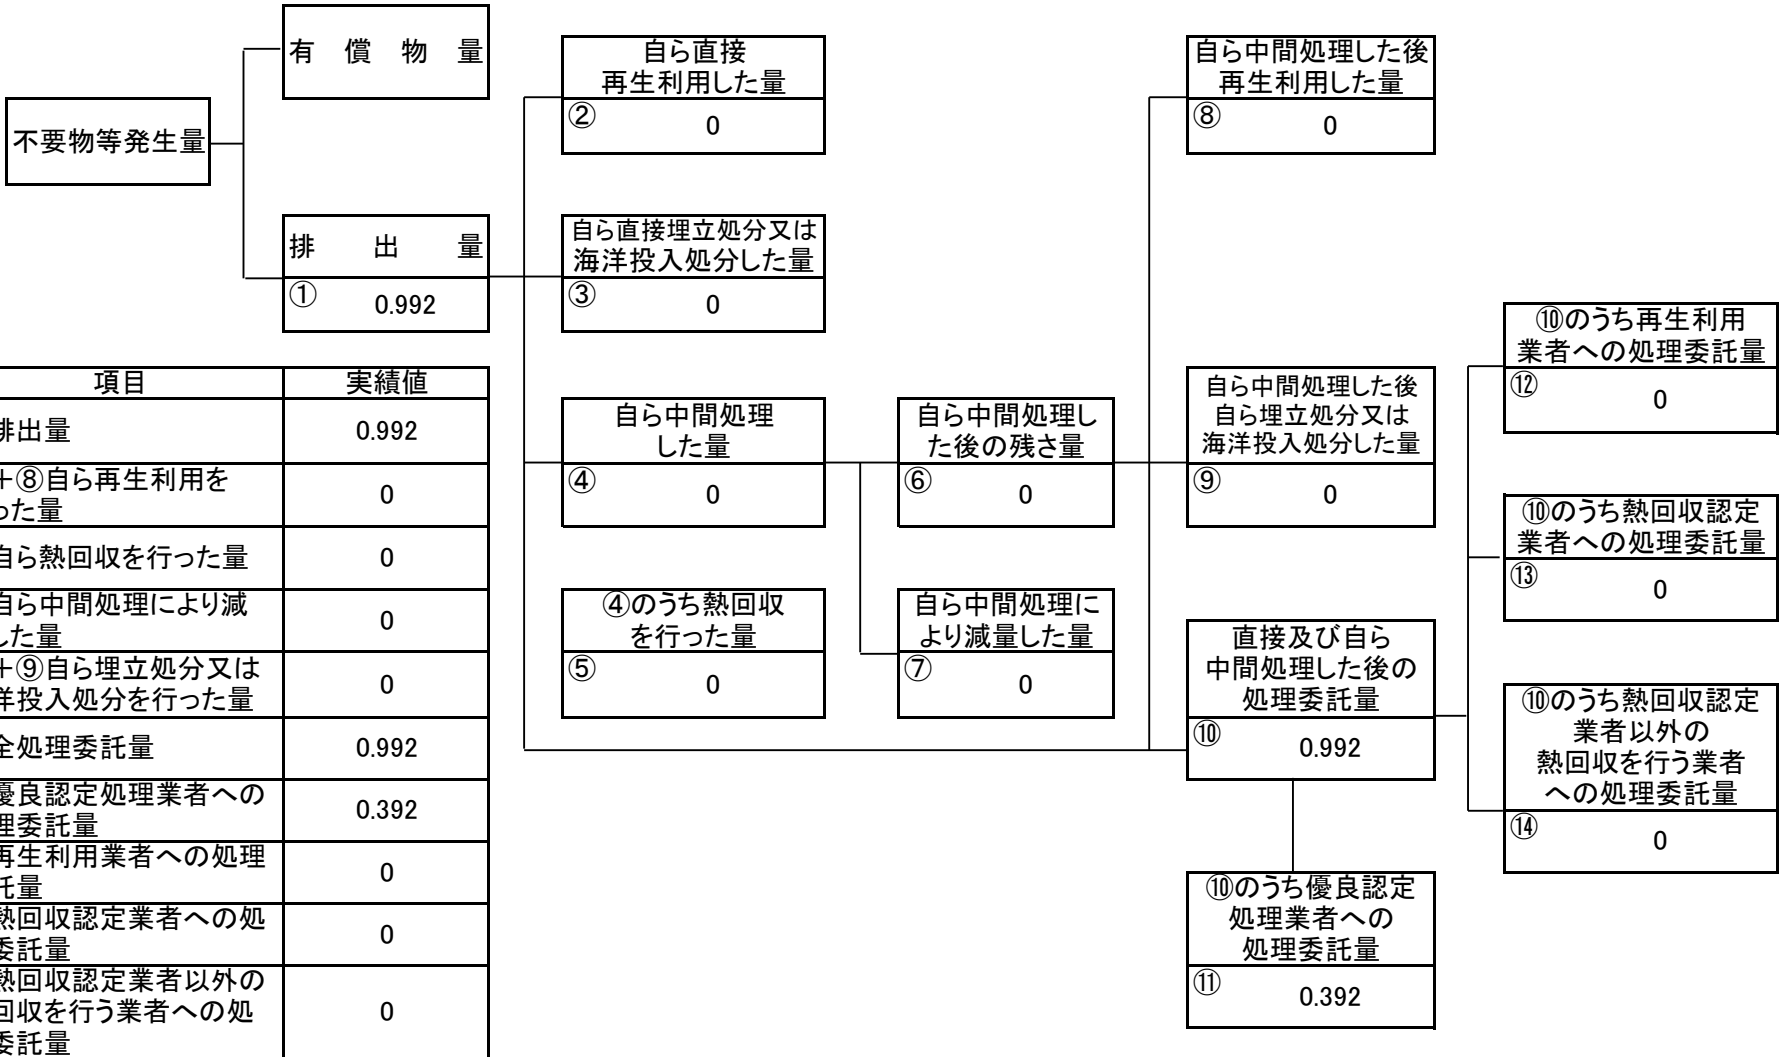 有償物量
不要物等発生量
排出量
① 0.992
自ら直接
再生利用した量
② 0
自ら直接埋立処分又は
海洋投入処分した量
③ 0
自ら中間処理
した量
④ 0
④のうち熱回収
を行った量
⑤ 0
自ら中間処理し
た後の残さ量
⑥ 0
自ら中間処理に
より減量した量
⑦ 0
自ら中間処理した後
再生利用した量
⑧ 0
自ら中間処理した後
自ら埋立処分又は
海洋投入処分した量
⑨ 0
直接及び自ら
中間処理した後の
処理委託量
⑩ 0.992
⑩のうち優良認定
処理業者への
処理委託量
⑪ 0.392
⑩のうち再生利用
業者への処理委託量
⑫ 0
⑩のうち熱回収認定
業者への処理委託量
⑬ 0
⑩のうち熱回収認定
業者以外の
熱回収を行う業者
への処理委託量
⑭ 0
項目 実績値
排出量 0.992
+⑧自ら再生利用を
った量 0
自ら熱回収を行った量 0
自ら中間処理により減
した量 0
+⑨自ら埋立処分又は
洋投入処分を行った量 0
全処理委託量 0.992
優良認定処理業者への
理委託量 0.392
再生利用業者への処理
託量 0
熱回収認定業者への処
委託量 0
熱回収認定業者以外の
回収を行う業者への処
委託量 0